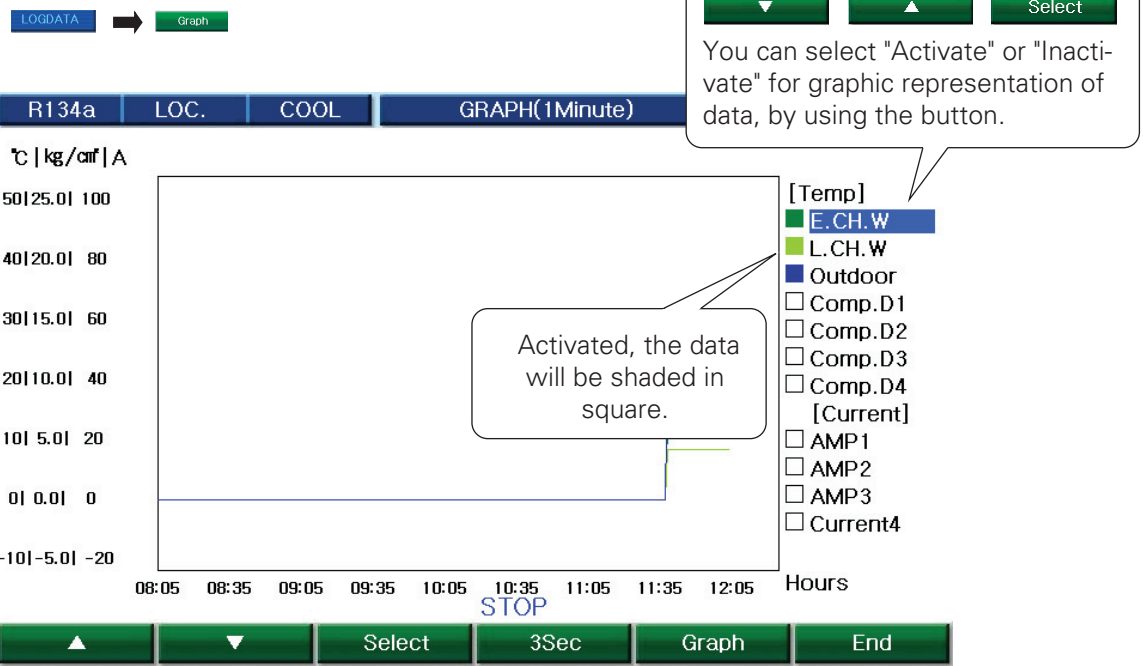 LOGDATA Graph
▼ ▲ Select
You can select "Activate" or "Inacti-
vate" for graphic representation of
data, by using the button.
R134a LOC. COOL GRAPH(1Minute)
℃|kg/㎠|A
50|25.0| 100
40|20.0| 80
30|15.0| 60
20|10.0| 40
10| 5.0| 20
0| 0.0| 0
-10|-5.0| -20
[Temp]
E.CH.W
L.CH.W
Outdoor
Comp.D1
Comp.D2
Comp.D3
Comp.D4
[Current]
AMP1
AMP2
AMP3
Current4
Activated, the data
will be shaded in
square.
08:05 08:35 09:05 09:35 10:05 10:35 11:05 11:35 12:05 Hours
STOP
▲ ▼ Select 3Sec Graph End